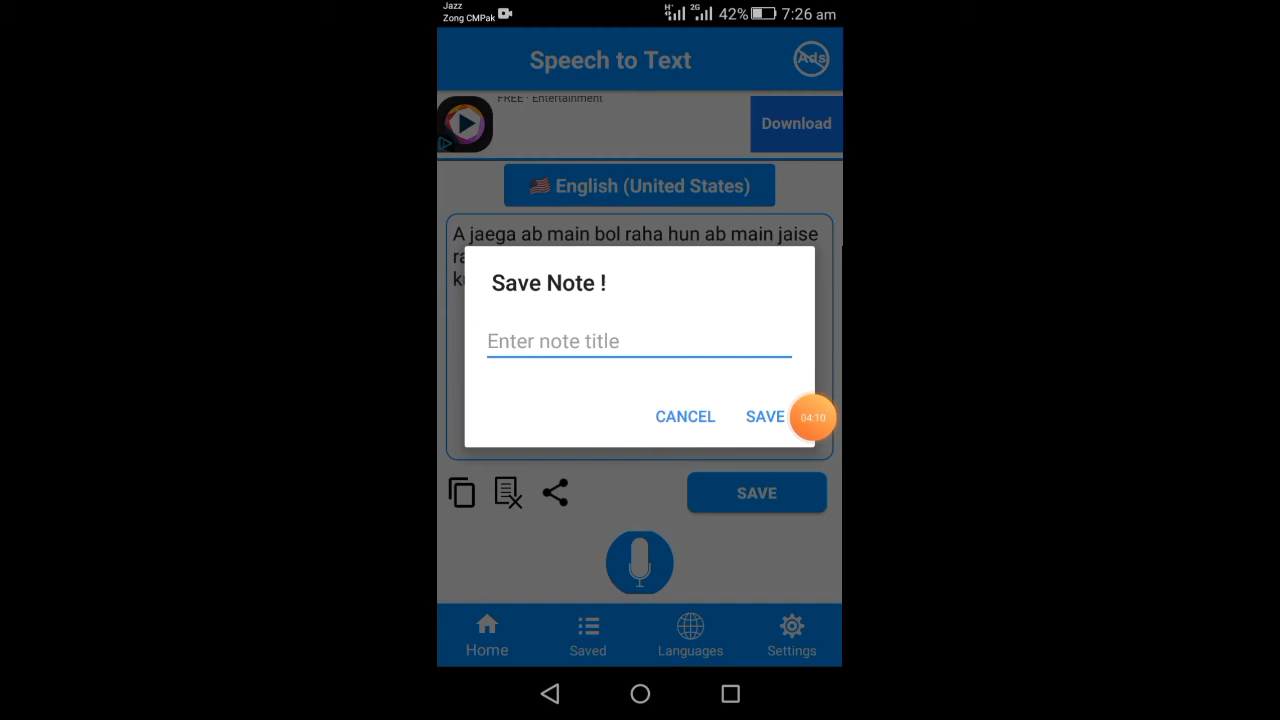 Jazz
Zong CMPak
H+
2G
42%
7:26 am
Speech to Text
Ads
FREE · Entertainment
Download
🇺🇸 English (United States)
A jaega ab main bol raha hun ab main jaise
Save Note !
Enter note title
CANCEL
SAVE
04:10
SAVE
Home
Saved
Languages
Settings